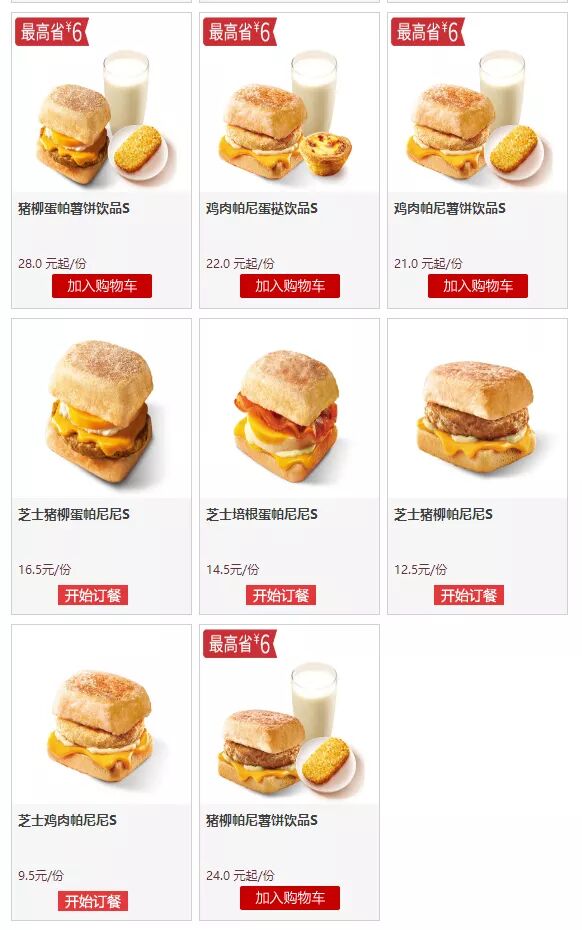 最高省¥6
最高省¥6
最高省¥6
猪柳蛋帕薯饼饮品S
鸡肉帕尼蛋挞饮品S
鸡肉帕尼薯饼饮品S
28.0 元起/份
22.0 元起/份
21.0 元起/份
加入购物车
加入购物车
加入购物车
芝士猪柳蛋帕尼尼S
芝士培根蛋帕尼尼S
芝士猪柳帕尼尼S
16.5元/份
14.5元/份
12.5元/份
开始订餐
开始订餐
开始订餐
最高省¥6
芝士鸡肉帕尼尼S
猪柳帕尼薯饼饮品S
9.5元/份
24.0 元起/份
开始订餐
加入购物车